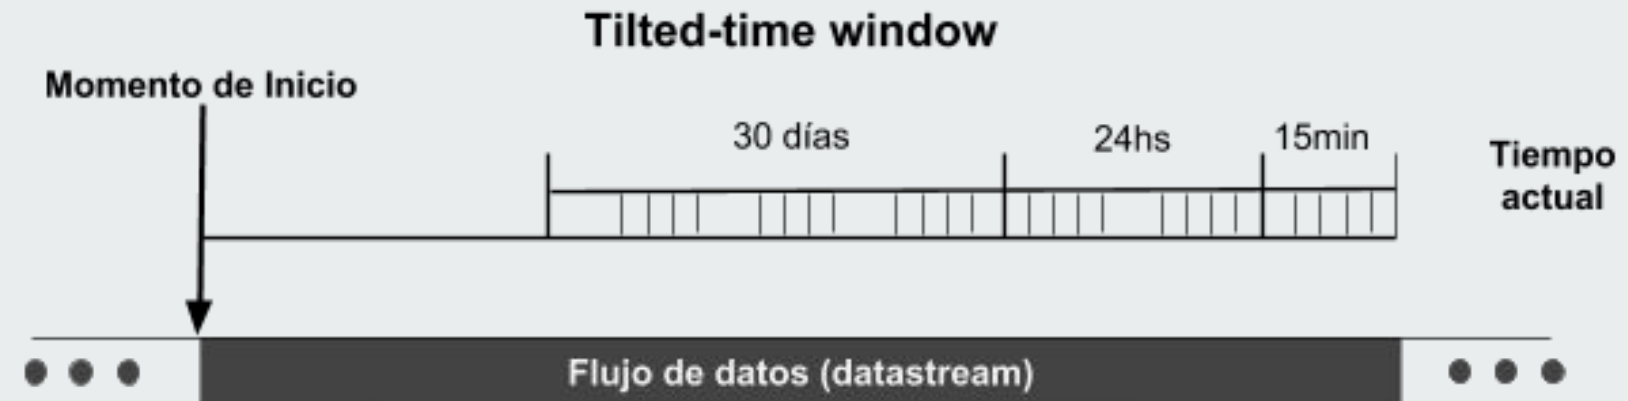 Tilted-time window
Momento de Inicio
30 días
24hs
15min
Tiempo
actual
Flujo de datos (datastream)